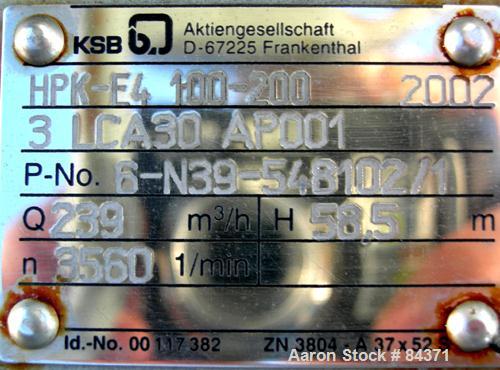 KSB Aktiengesellschaft
D-67225 Frankenthal
HPK-E4 100-200 2002
3 LCA30 AP001
P-No. 6-N39-548102/1
Q 239 m³/h H 58.5 m
n 3560 1/min
Id.-No. 00 117 382 ZN 3804 - A 37 x 52 S
Aaron Stock # 84371